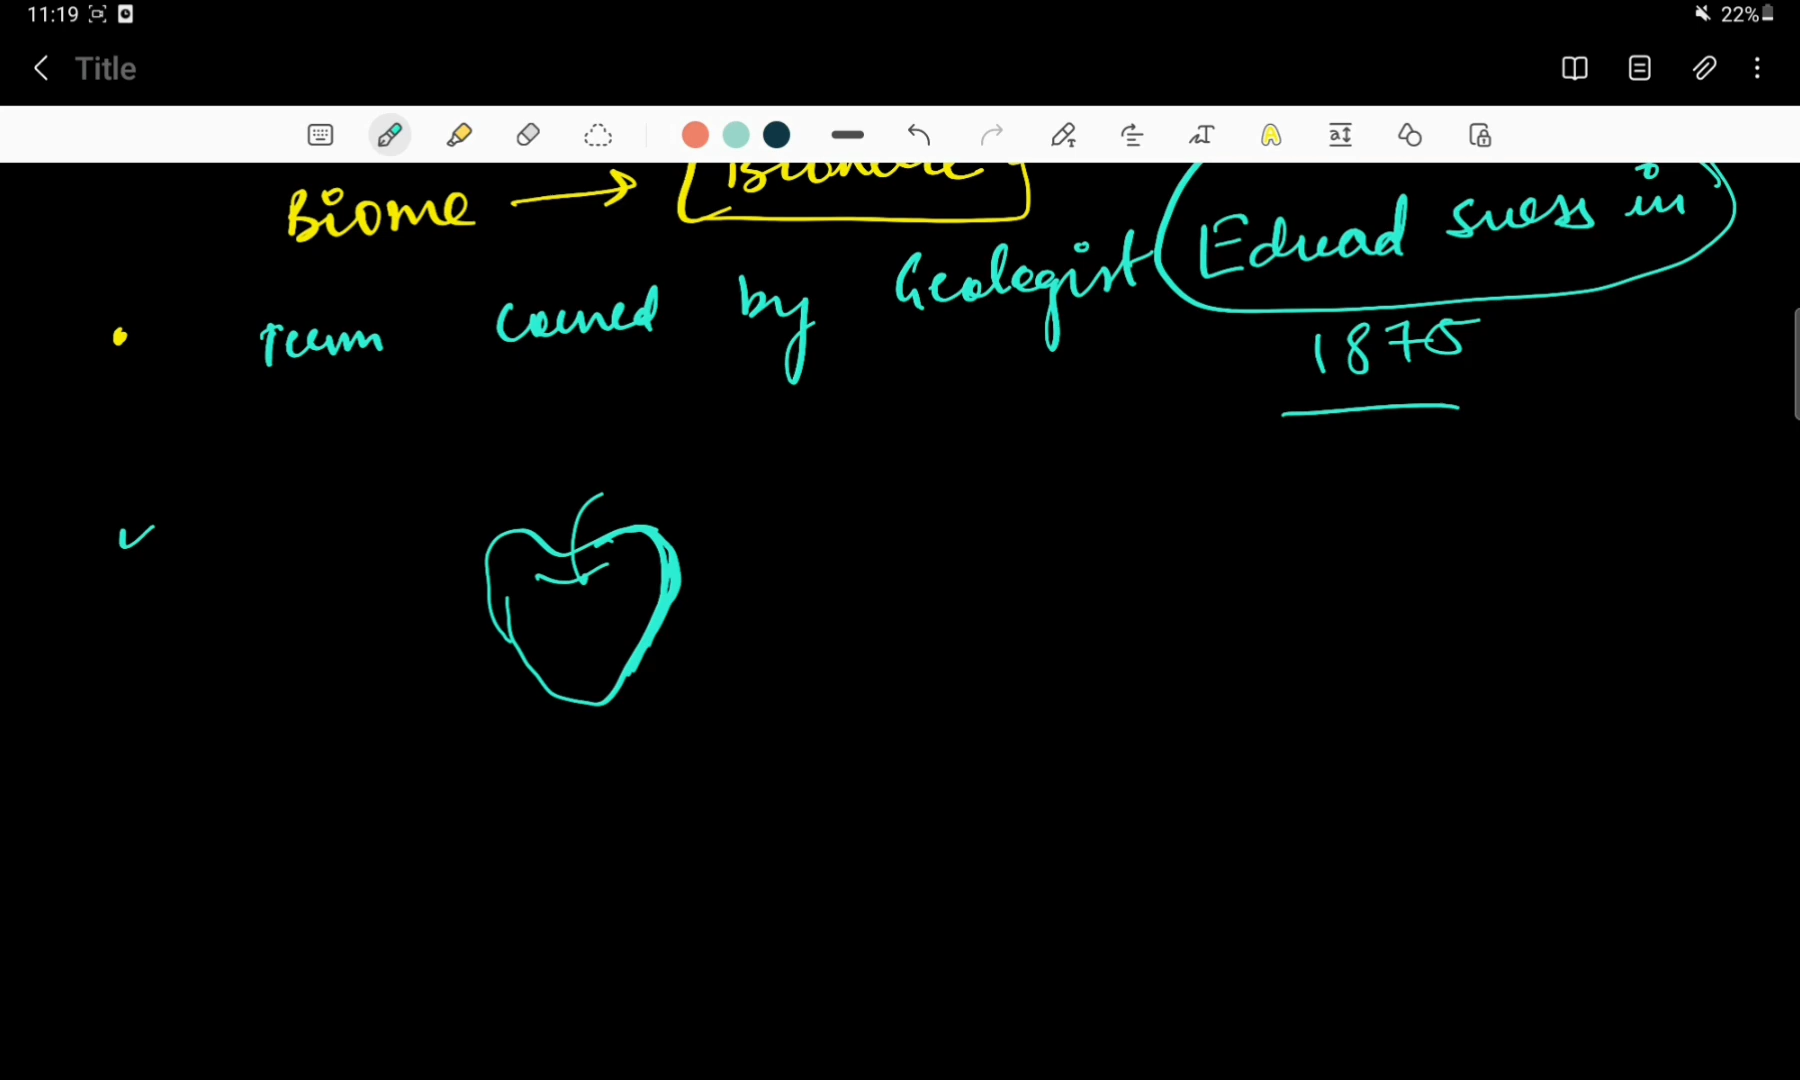 11:19 22%
Title
Biome →
• Term coined by Geologist (Eduad suess in
1875